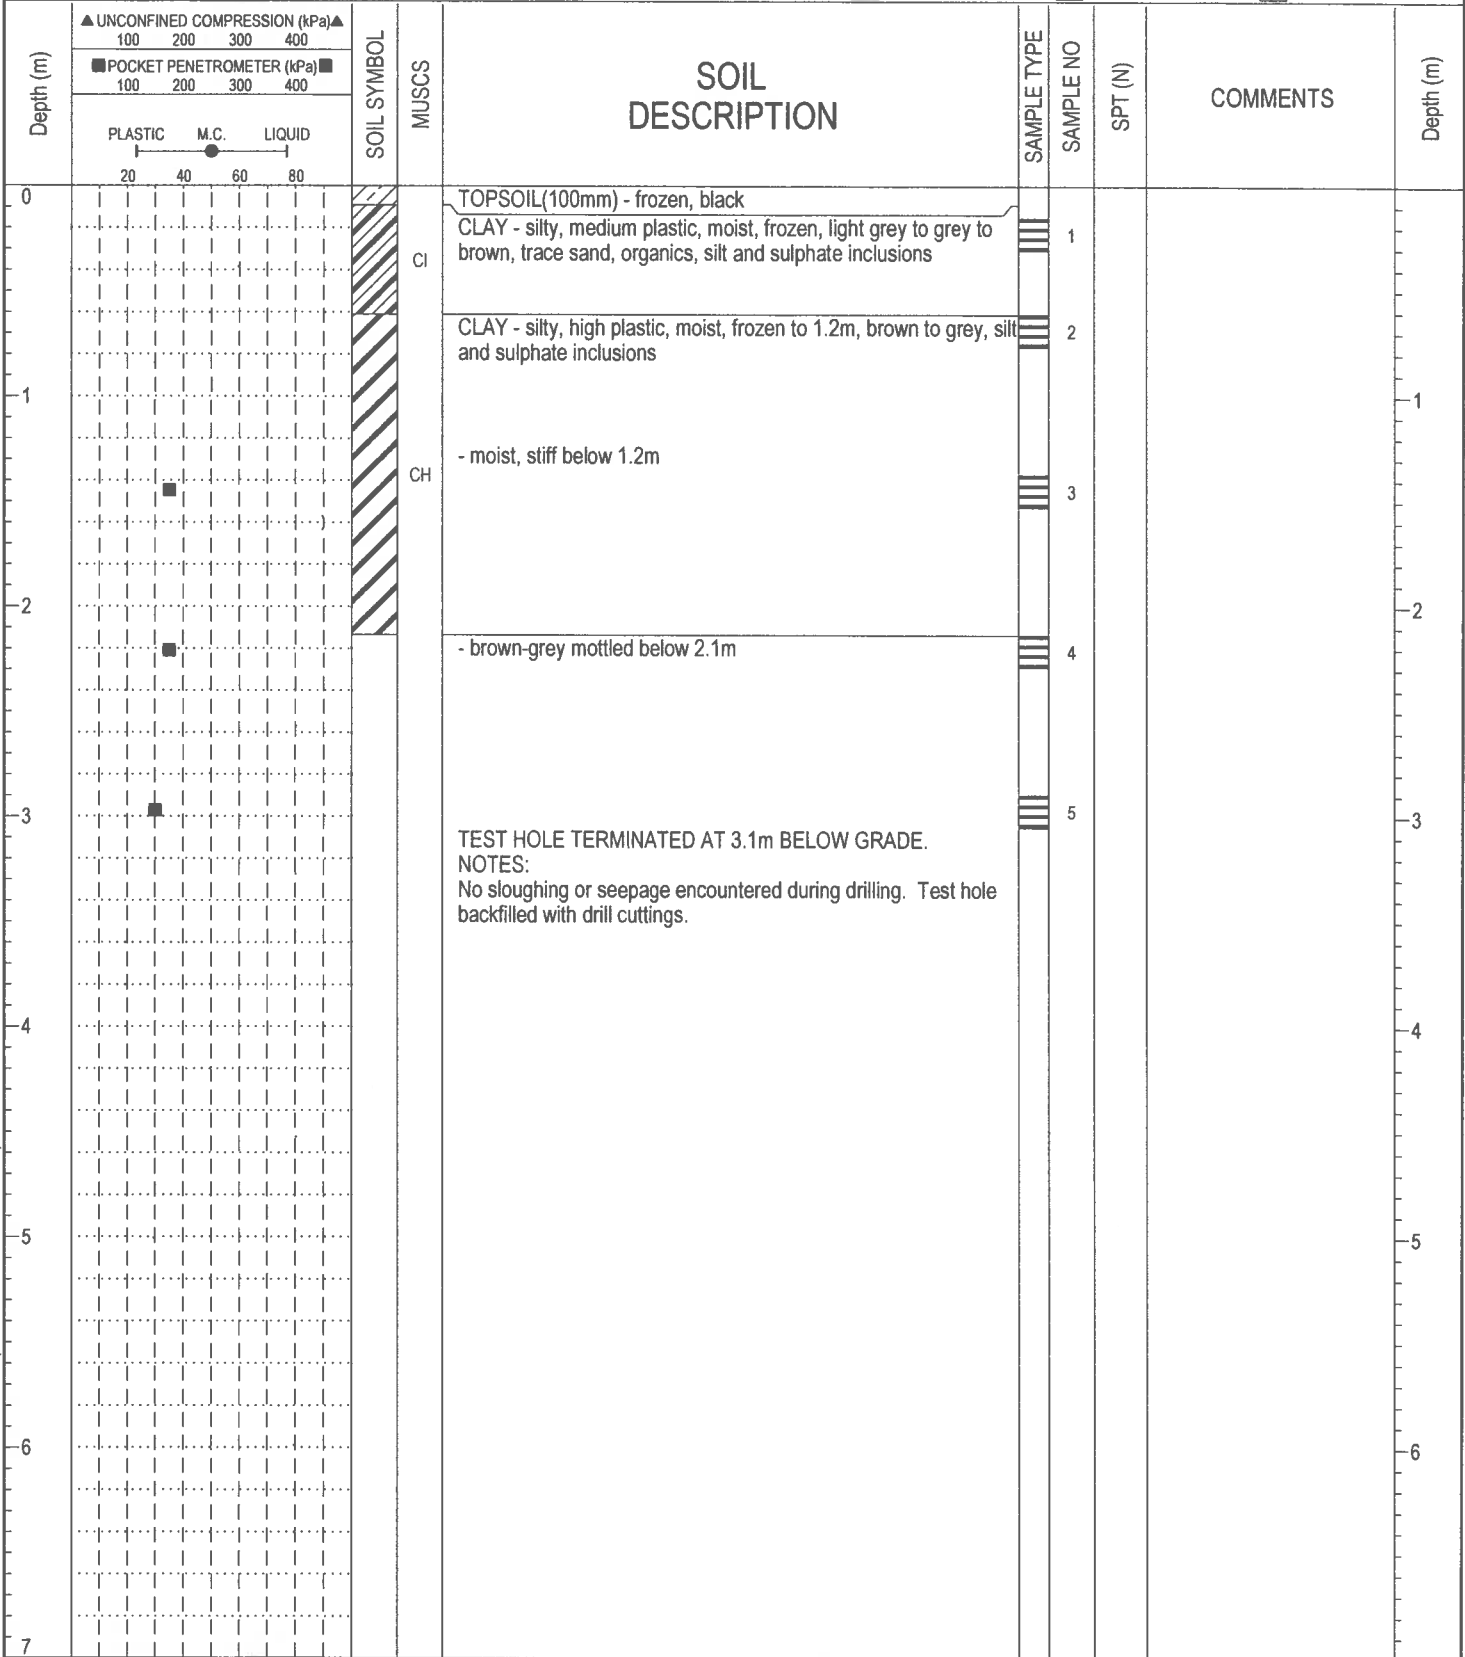 ▲ UNCONFINED COMPRESSION (kPa) ▲
100 200 300 400
■ POCKET PENETROMETER (kPa) ■
100 200 300 400
PLASTIC M.C. LIQUID
20 40 60 80
Depth (m)
SOIL SYMBOL
MUSCS
SOIL
DESCRIPTION
SAMPLE TYPE
SAMPLE NO
SPT (N)
COMMENTS
Depth (m)
0
TOPSOIL(100mm) - frozen, black
CLAY - silty, medium plastic, moist, frozen, light grey to grey to
brown, trace sand, organics, silt and sulphate inclusions
CI
1
CLAY - silty, high plastic, moist, frozen to 1.2m, brown to grey, silt
and sulphate inclusions
2
1
1
- moist, stiff below 1.2m
CH
3
2
2
- brown-grey mottled below 2.1m
4
3
5
3
TEST HOLE TERMINATED AT 3.1m BELOW GRADE.
NOTES:
No sloughing or seepage encountered during drilling. Test hole
backfilled with drill cuttings.
4
4
5
5
6
6
7